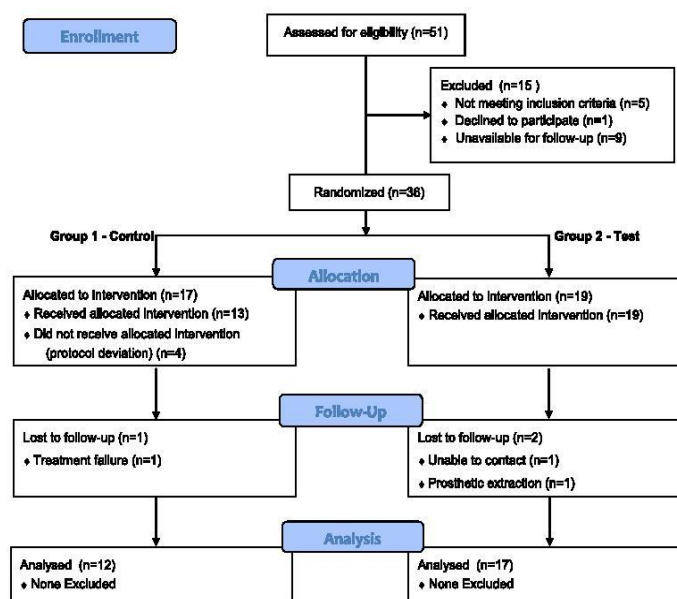 Enrollment
Assessed for eligibility (n=51)
Excluded (n=15 )
♦ Not meeting inclusion criteria (n=5)
♦ Declined to participate (n=1)
♦ Unavailable for follow-up (n=9)
Randomized (n=36)
Group 1 - Control
Group 2 - Test
Allocation
Allocated to intervention (n=17)
♦ Received allocated intervention (n=13)
♦ Did not receive allocated intervention
(protocol deviation) (n=4)
Allocated to intervention (n=19)
♦ Received allocated intervention (n=19)
Follow-Up
Lost to follow-up (n=1)
♦ Treatment failure (n=1)
Lost to follow-up (n=2)
♦ Unable to contact (n=1)
♦ Prosthetic extraction (n=1)
Analysis
Analysed (n=12)
♦ None Excluded
Analysed (n=17)
♦ None Excluded